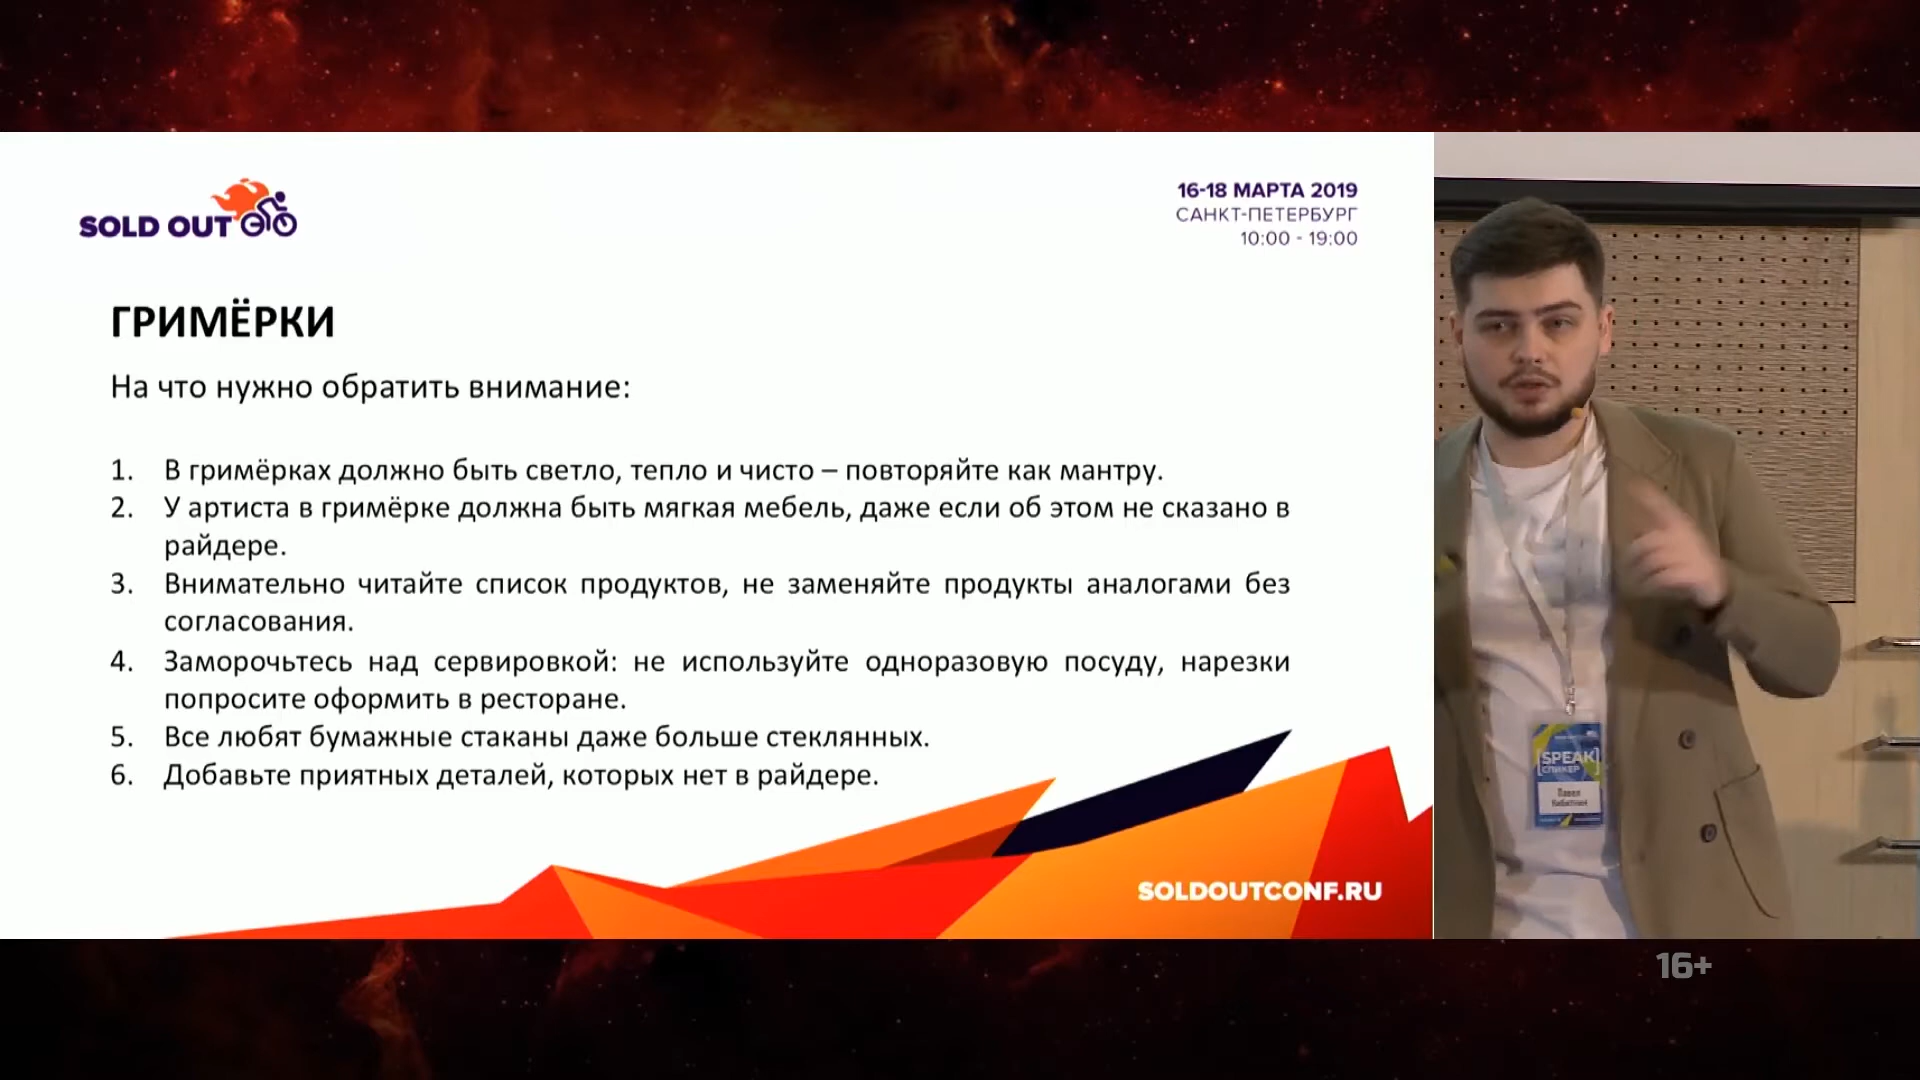 SOLD OUT
16-18 МАРТА 2019
САНКТ-ПЕТЕРБУРГ
10:00 - 19:00
ГРИМЁРКИ
На что нужно обратить внимание:
1. В гримёрках должно быть светло, тепло и чисто – повторяйте как мантру.
2. У артиста в гримёрке должна быть мягкая мебель, даже если об этом не сказано в
райдере.
3. Внимательно читайте список продуктов, не заменяйте продукты аналогами без
согласования.
4. Заморочьтесь над сервировкой: не используйте одноразовую посуду, нарезки
попросите оформить в ресторане.
5. Все любят бумажные стаканы даже больше стеклянных.
6. Добавьте приятных деталей, которых нет в райдере.
SOLDOUTCONF.RU
[SPEAK]
СПИКЕР
Павел
16+